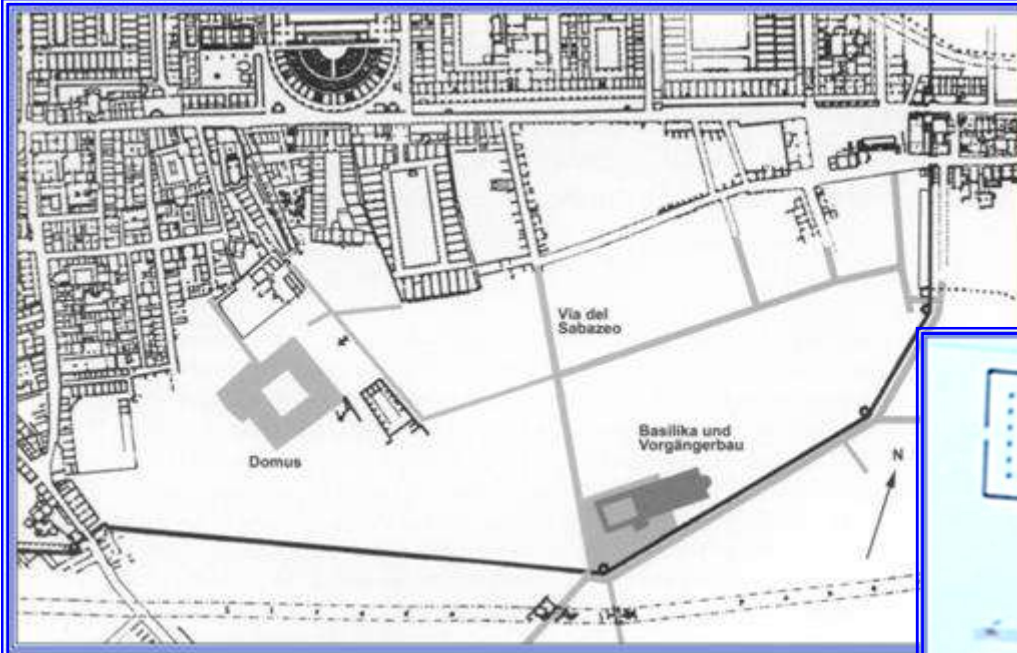 Via del
Sabazeo
Basilika und
Vorgängerbau
Domus
N
S t r a d a